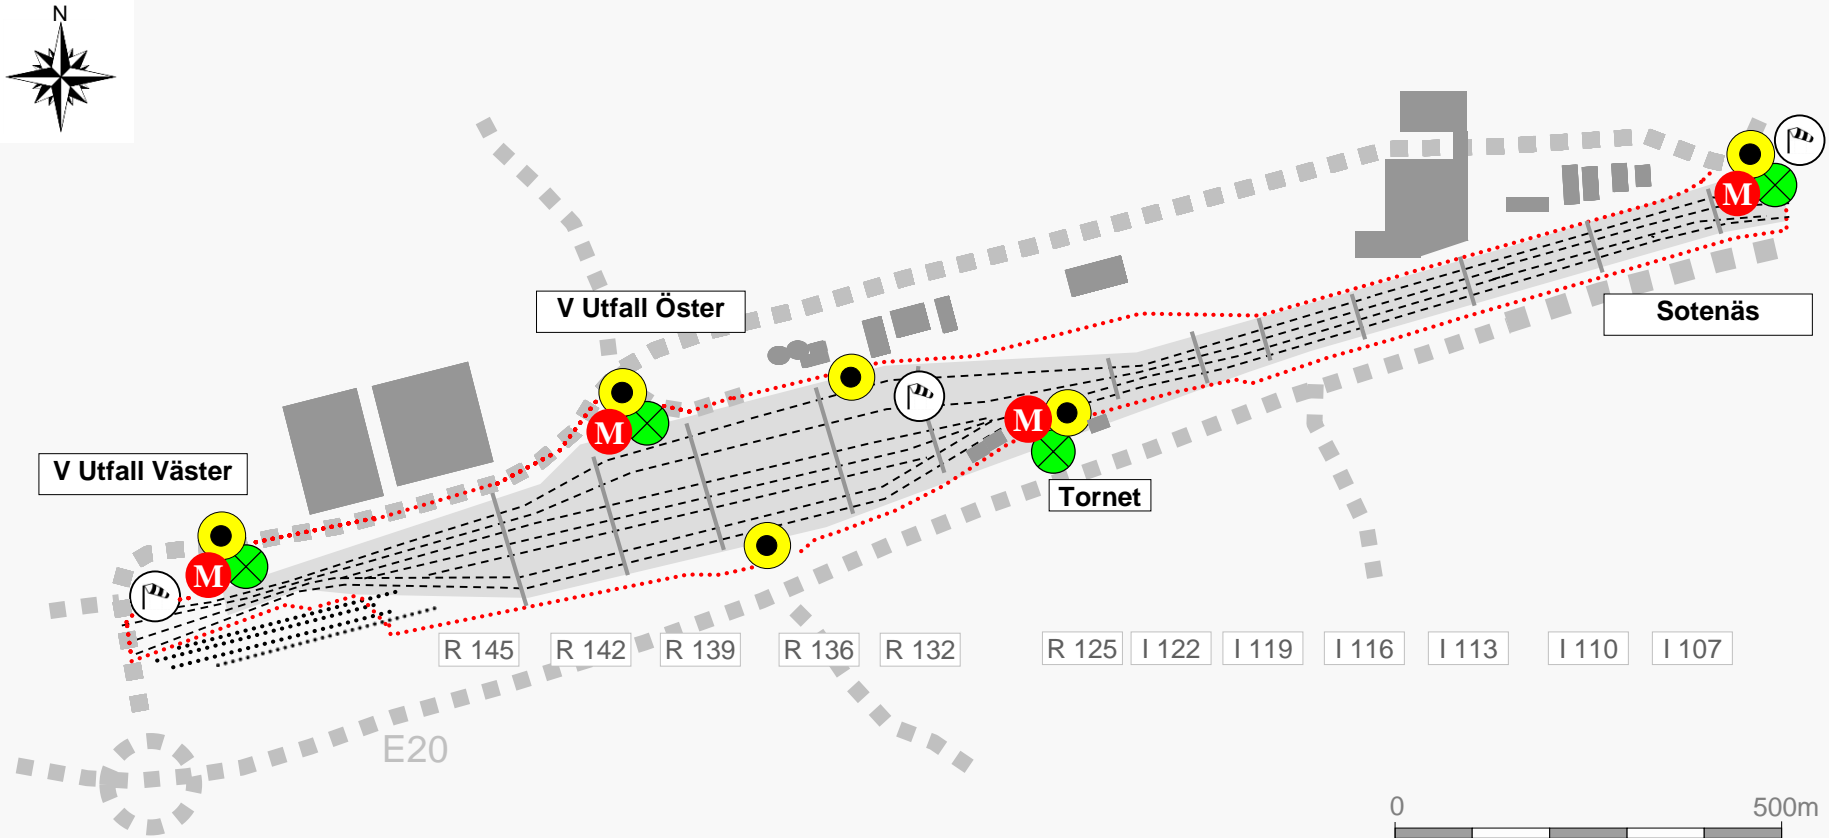 N
V Utfall Öster
Sotenäs
V Utfall Väster
Tornet
M
M
M
M
R 145
R 142
R 139
R 136
R 132
R 125
I 122
I 119
I 116
I 113
I 110
I 107
E20
0
500m